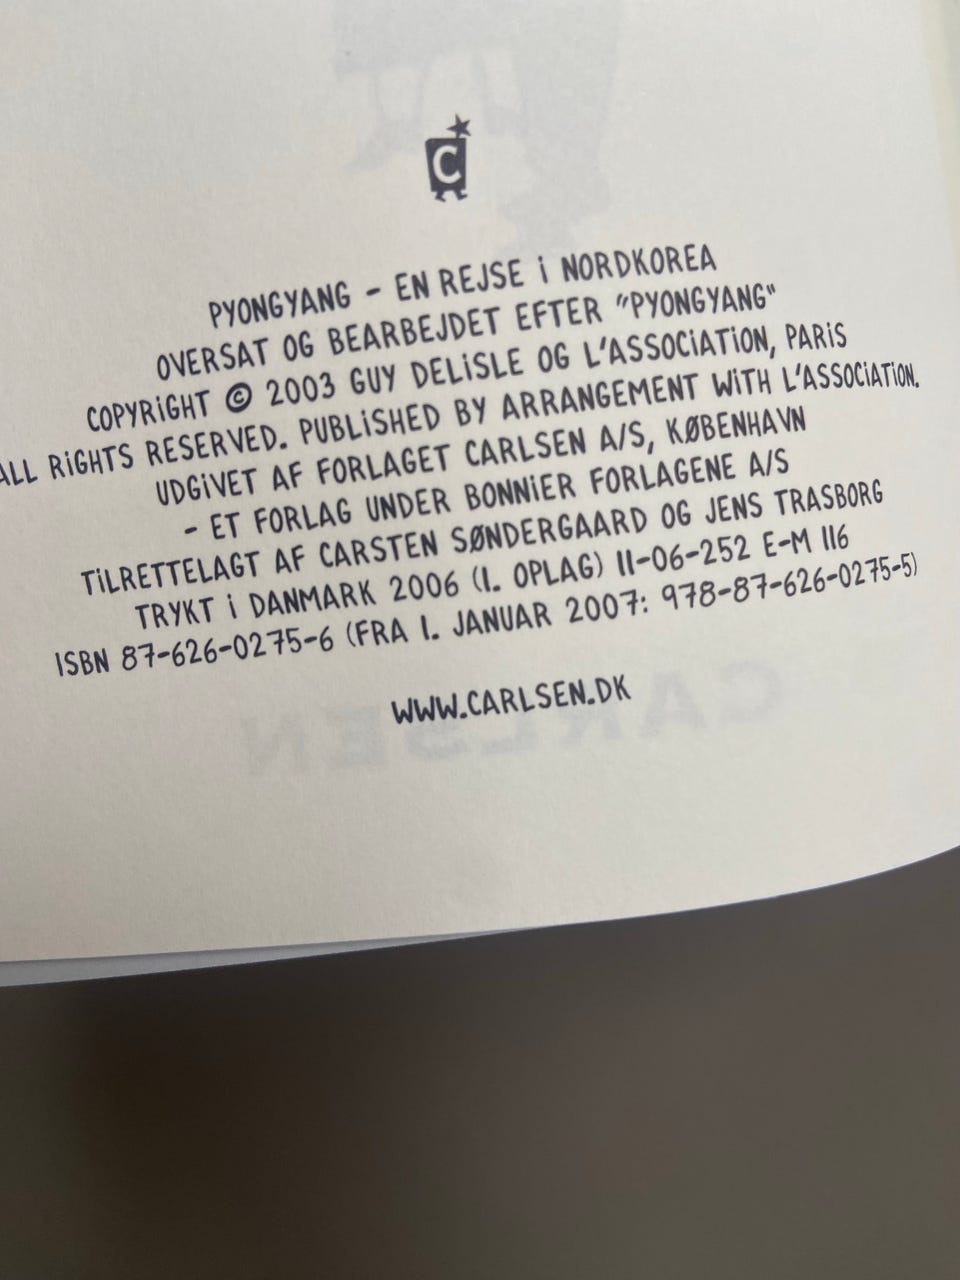 C
PYONGYANG - EN REJSE i NORDKOREA
OVERSAT OG BEARBEJDET EFTER "PYONGYANG"
COPYRiGHT © 2003 GUY DELiSLE OG L'ASSOCiATiON, PARiS
ALL RiGHTS RESERVED. PUBLiSHED BY ARRANGEMENT WiTH L'ASSOCiATiON.
UDGiVET AF FORLAGET CARLSEN A/S, KØBENHAVN
- ET FORLAG UNDER BONNiER FORLAGENE A/S
TiLRETTELAGT AF CARSTEN SØNDERGAARD OG JENS TRASBORG
TRYKT i DANMARK 2006 (1. OPLAG) 11-06-252 E-M 116
ISBN 87-626-0275-6 (FRA 1. JANUAR 2007: 978-87-626-0275-5)
WWW.CARLSEN.DK
CARLSEN